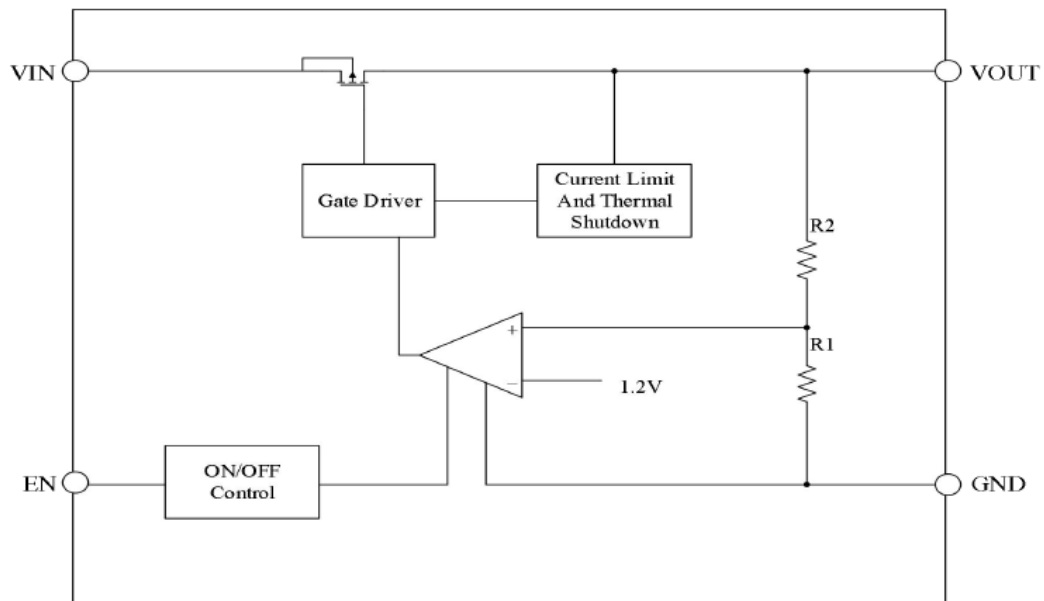 VIN
VOUT
Gate Driver
Current Limit
And Thermal
Shutdown
R2
+
R1
−
1.2V
EN
ON/OFF
Control
GND